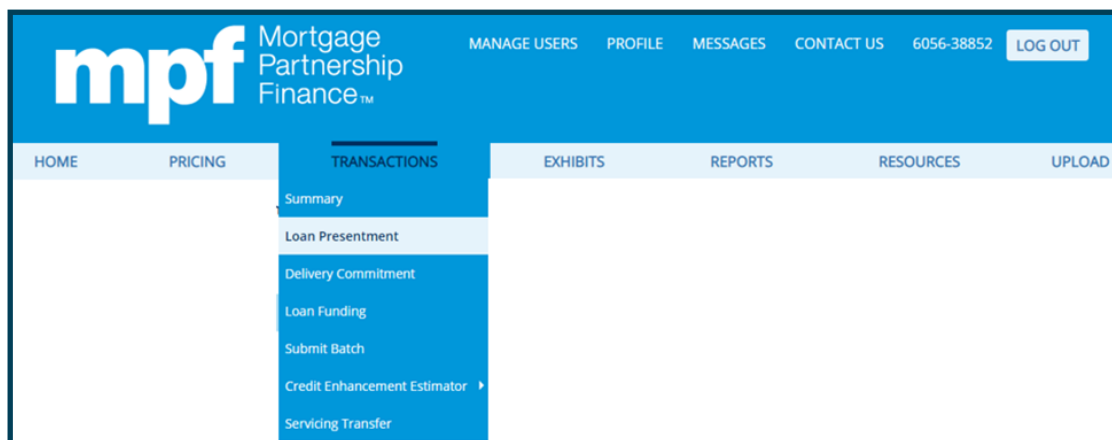 mpf Mortgage
Partnership
Finance™
MANAGE USERS PROFILE MESSAGES CONTACT US 6056-38852 LOG OUT
HOME PRICING TRANSACTIONS EXHIBITS REPORTS RESOURCES UPLOAD
Summary
Loan Presentment
Delivery Commitment
Loan Funding
Submit Batch
Credit Enhancement Estimator
Servicing Transfer